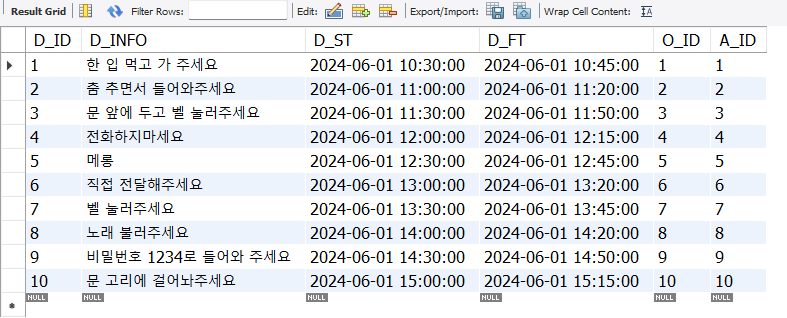 Result Grid Filter Rows: Edit: Export/Import: Wrap Cell Content: IA
D_ID D_INFO D_ST D_FT O_ID A_ID
1 한 입 먹고 가 주세요 2024-06-01 10:30:00 2024-06-01 10:45:00 1 1
2 춤 추면서 들어와주세요 2024-06-01 11:00:00 2024-06-01 11:20:00 2 2
3 문 앞에 두고 벨 눌러주세요 2024-06-01 11:30:00 2024-06-01 11:50:00 3 3
4 전화하지마세요 2024-06-01 12:00:00 2024-06-01 12:15:00 4 4
5 메롱 2024-06-01 12:30:00 2024-06-01 12:45:00 5 5
6 직접 전달해주세요 2024-06-01 13:00:00 2024-06-01 13:20:00 6 6
7 벨 눌러주세요 2024-06-01 13:30:00 2024-06-01 13:45:00 7 7
8 노래 불러주세요 2024-06-01 14:00:00 2024-06-01 14:20:00 8 8
9 비밀번호 1234로 들어와 주세요 2024-06-01 14:30:00 2024-06-01 14:50:00 9 9
10 문 고리에 걸어놔주세요 2024-06-01 15:00:00 2024-06-01 15:15:00 10 10
NULL NULL NULL NULL NULL NULL